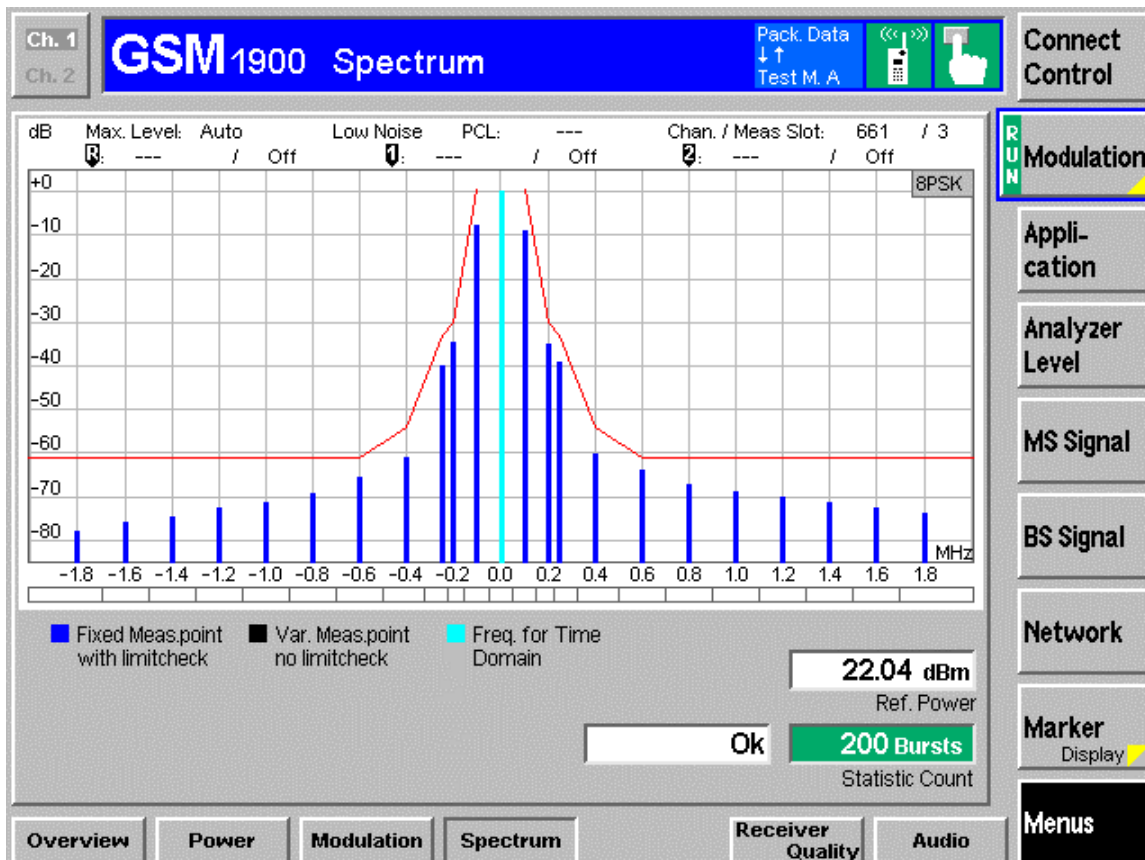 Ch. 1
Ch. 2
GSM 1900 Spectrum
Pack. Data
↓↑
Test M. A
Connect
Control
dB Max. Level: Auto Low Noise PCL: --- Chan. / Meas Slot: 661 / 3
R: --- / Off 1: --- / Off 2: --- / Off
RUN
Modulation
8PSK
+0
-10
-20
-30
-40
-50
-60
-70
-80
MHz
-1.8 -1.6 -1.4 -1.2 -1.0 -0.8 -0.6 -0.4 -0.2 0.0 0.2 0.4 0.6 0.8 1.0 1.2 1.4 1.6 1.8
Appli-
cation
Analyzer
Level
MS Signal
BS Signal
Fixed Meas.point
with limitcheck
Var. Meas.point
no limitcheck
Freq. for Time
Domain
Network
22.04 dBm
Ref. Power
Ok
200 Bursts
Statistic Count
Marker
Display
Menus
Overview
Power
Modulation
Spectrum
Receiver
Quality
Audio